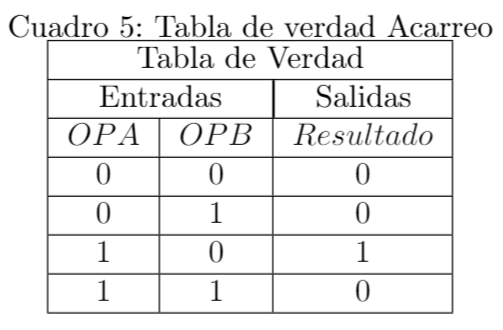 Cuadro 5: Tabla de verdad Acarreo
Tabla de Verdad
Entradas Salidas
OPA OPB Resultado
0 0 0
0 1 0
1 0 1
1 1 0